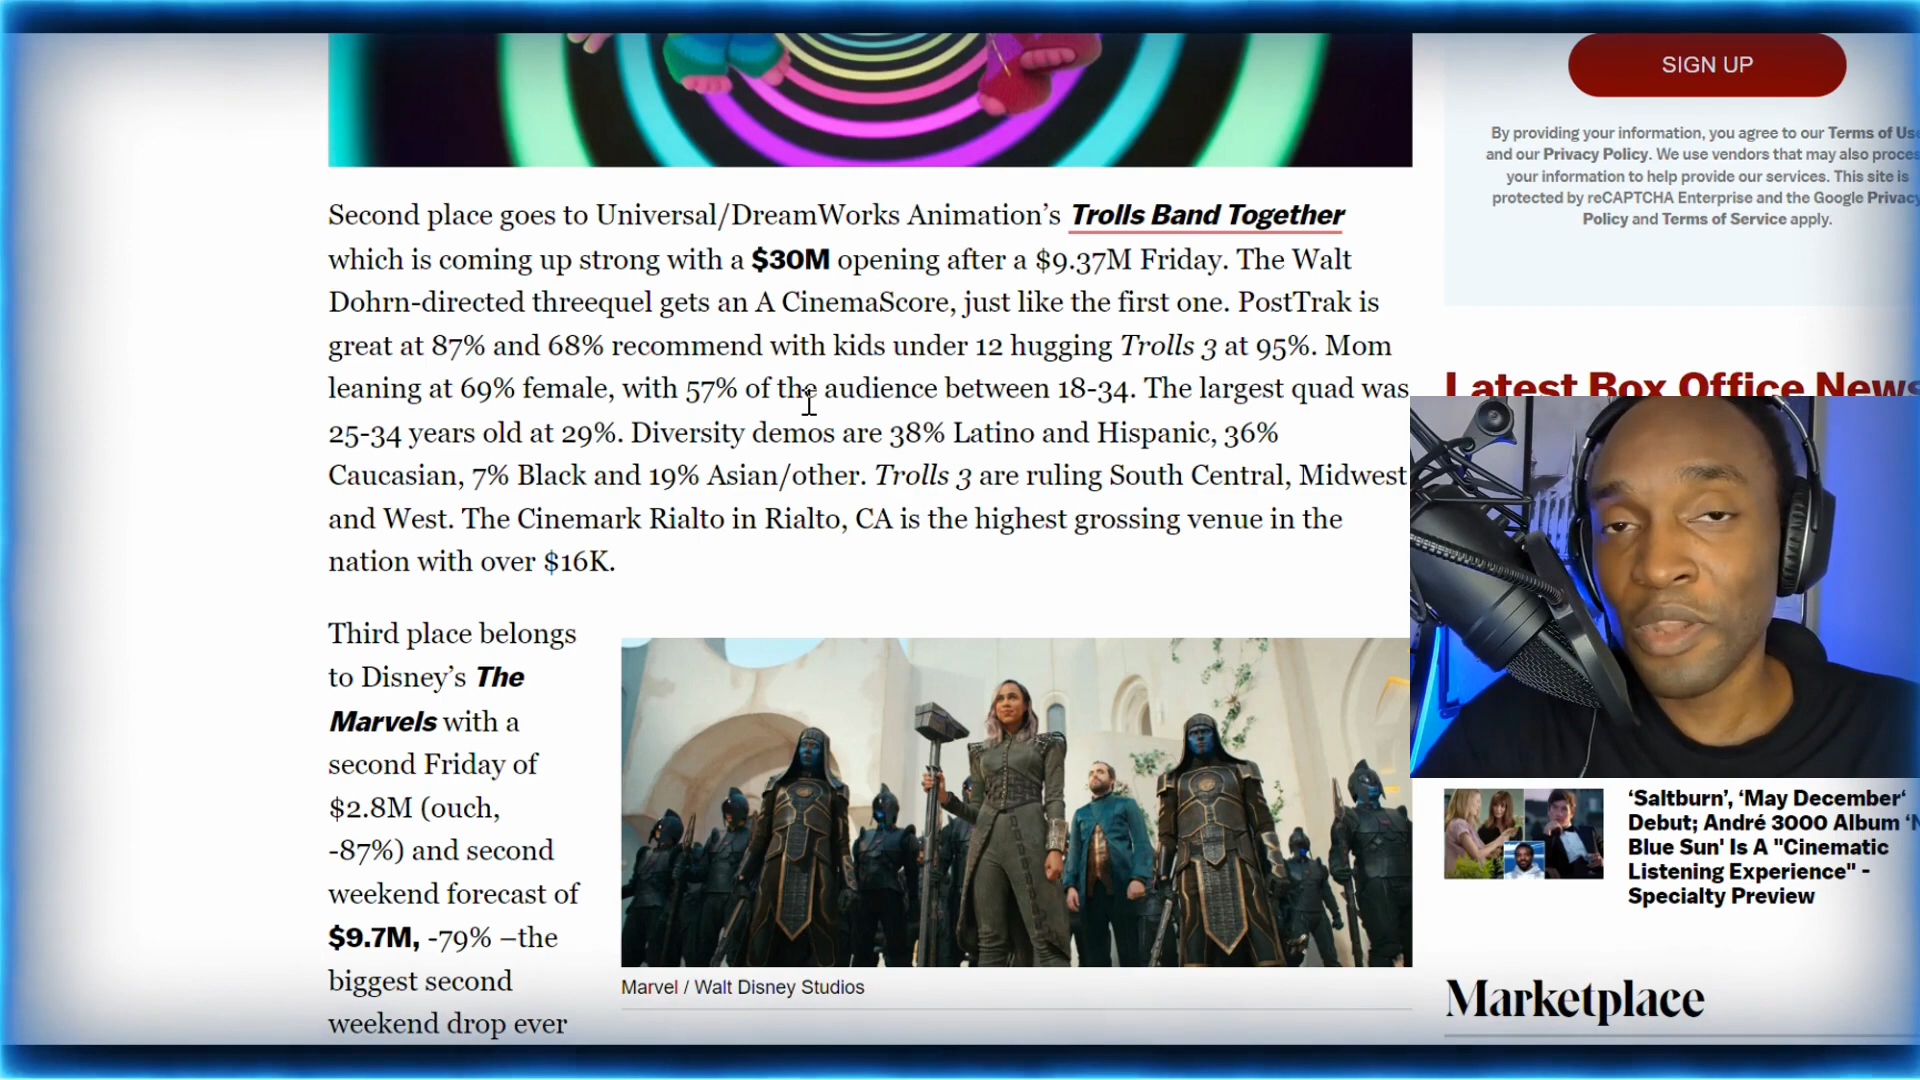 SIGN UP
By providing your information, you agree to our Terms of Use
and our Privacy Policy. We use vendors that may also proces
your information to help provide our services. This site is
protected by reCAPTCHA Enterprise and the Google Privacy
Policy and Terms of Service apply.
Second place goes to Universal/DreamWorks Animation’s Trolls Band Together
which is coming up strong with a $30M opening after a $9.37M Friday. The Walt
Dohrn-directed threequel gets an A CinemaScore, just like the first one. PostTrak is
great at 87% and 68% recommend with kids under 12 hugging Trolls 3 at 95%. Mom
leaning at 69% female, with 57% of the audience between 18-34. The largest quad was
25-34 years old at 29%. Diversity demos are 38% Latino and Hispanic, 36%
Caucasian, 7% Black and 19% Asian/other. Trolls 3 are ruling South Central, Midwest
and West. The Cinemark Rialto in Rialto, CA is the highest grossing venue in the
nation with over $16K.
Third place belongs
to Disney’s The
Marvels with a
second Friday of
$2.8M (ouch,
-87%) and second
weekend forecast of
$9.7M, -79% –the
biggest second
weekend drop ever
Marvel / Walt Disney Studios
Latest Box Office News
‘Saltburn’, ‘May December‘
Debut; André 3000 Album ‘N
Blue Sun' Is A "Cinematic
Listening Experience" -
Specialty Preview
Marketplace